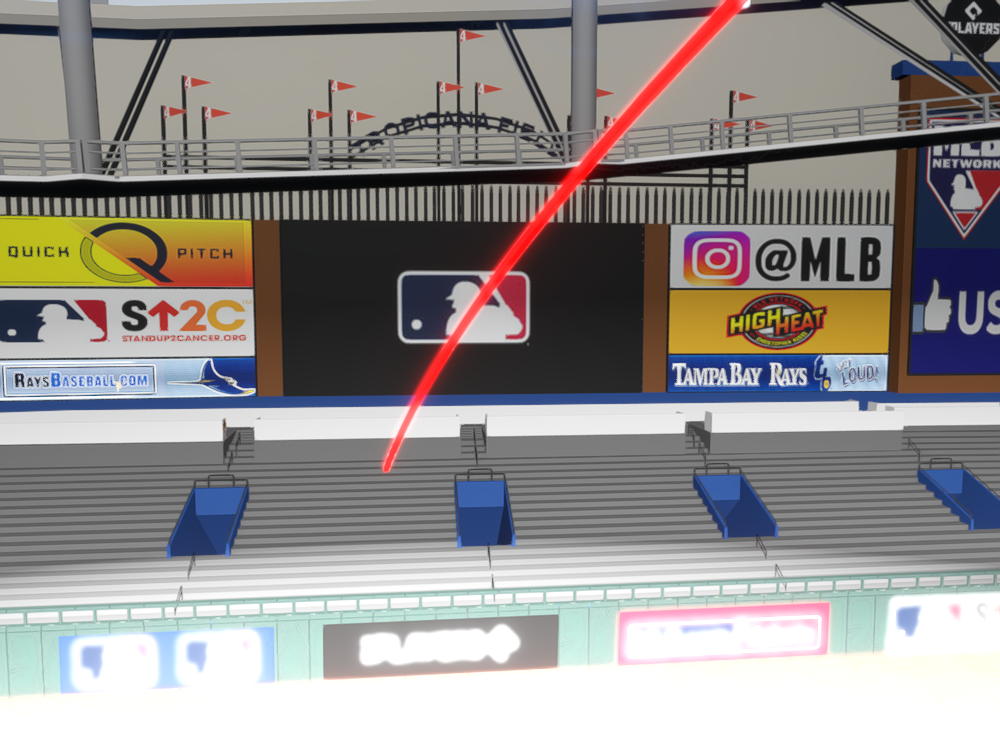 PLAYERS
TROPICANA FIELD
MLB
NETWORK
QUICK Q PITCH
@MLB
S↑2C
STANDUP2CANCER.ORG
HIGH HEAT
US
RAYSBASEBALL.COM
TAMPA BAY RAYS
LOUD!